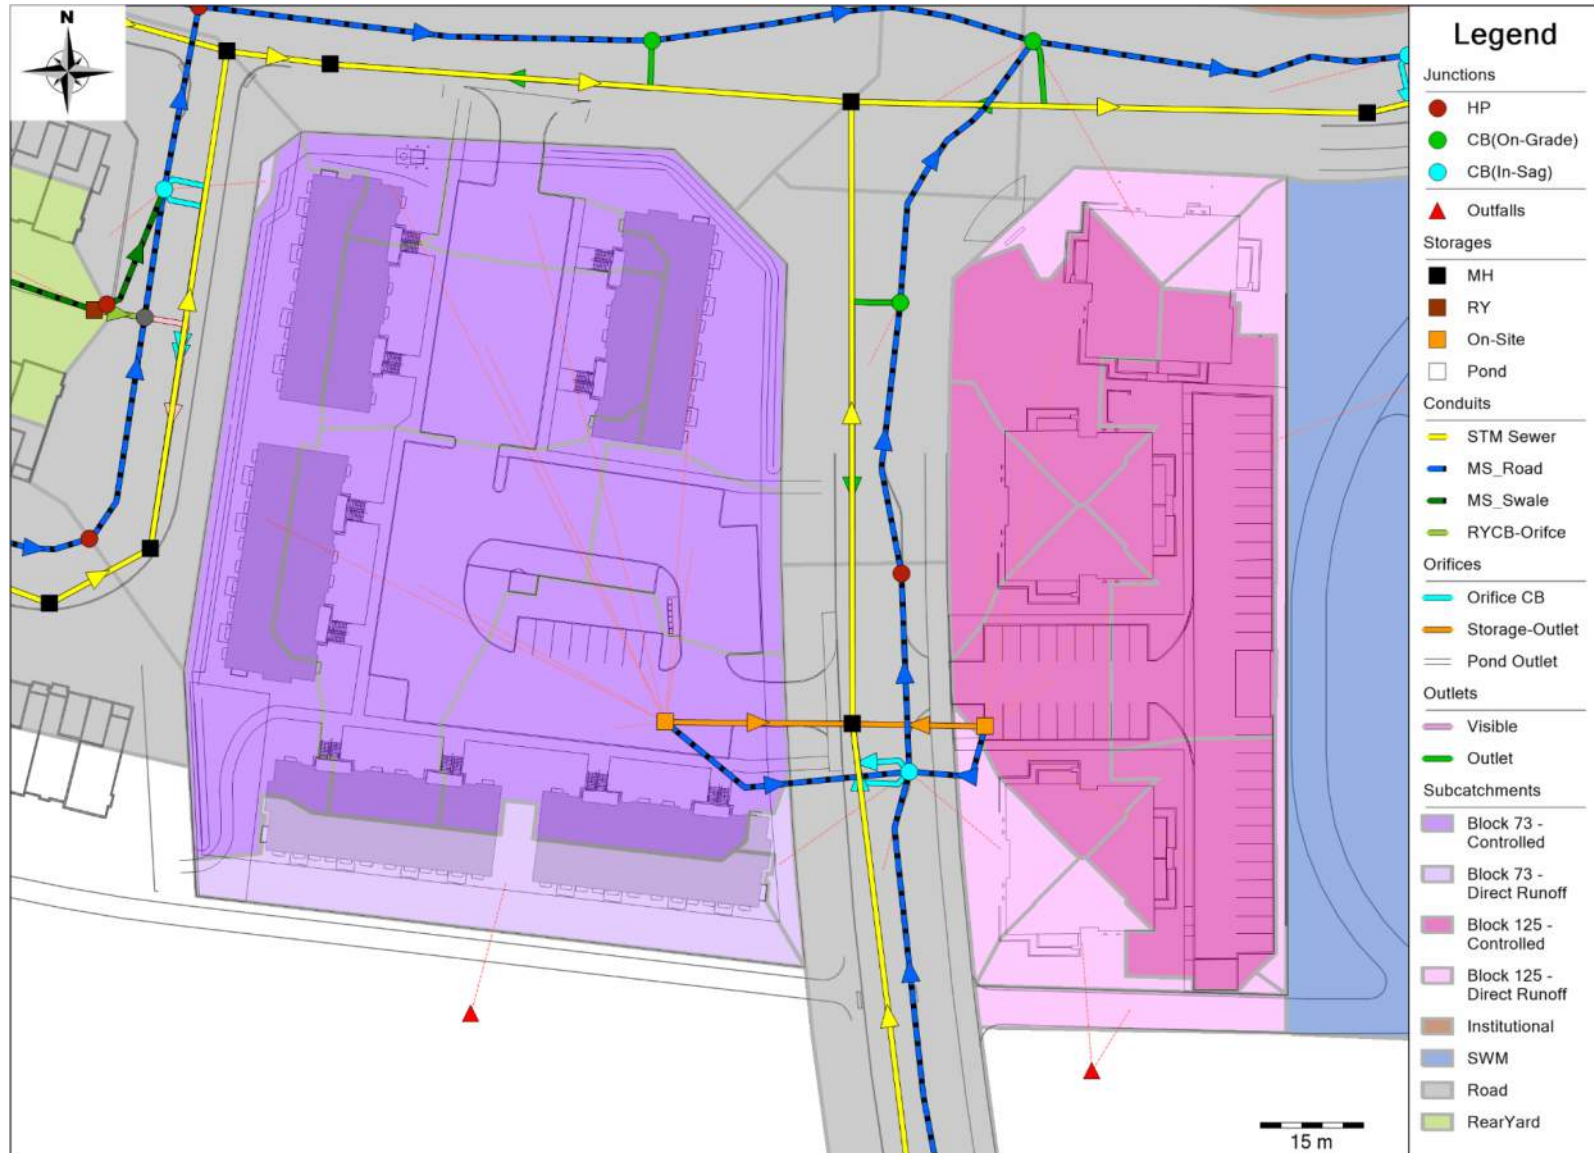 N
Legend
Junctions
HP
CB(On-Grade)
CB(In-Sag)
Outfalls
Storages
MH
RY
On-Site
Pond
Conduits
STM Sewer
MS_Road
MS_Swale
RYCB-Orifce
Orifices
Orifice CB
Storage-Outlet
Pond Outlet
Outlets
Visible
Outlet
Subcatchments
Block 73 -
Controlled
Block 73 -
Direct Runoff
Block 125 -
Controlled
Block 125 -
Direct Runoff
Institutional
SWM
Road
RearYard
15 m